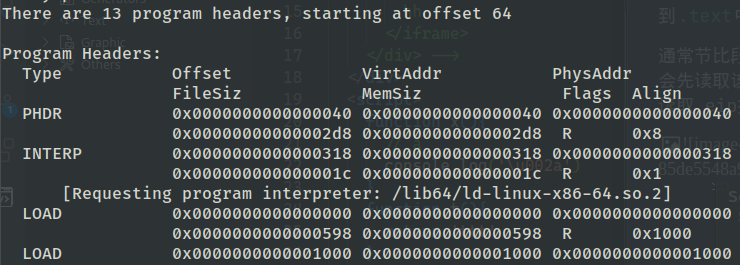 There are 13 program headers, starting at offset 64
Program Headers:
Type Offset VirtAddr PhysAddr
FileSiz MemSiz Flags Align
PHDR 0x0000000000000040 0x0000000000000040 0x0000000000000040
0x00000000000002d8 0x00000000000002d8 R 0x8
INTERP 0x0000000000000318 0x0000000000000318 0x0000000000000318
0x000000000000001c 0x000000000000001c R 0x1
[Requesting program interpreter: /lib64/ld-linux-x86-64.so.2]
LOAD 0x0000000000000000 0x0000000000000000 0x0000000000000000
0x0000000000000598 0x0000000000000598 R 0x1000
LOAD 0x0000000000001000 0x0000000000001000 0x0000000000001000